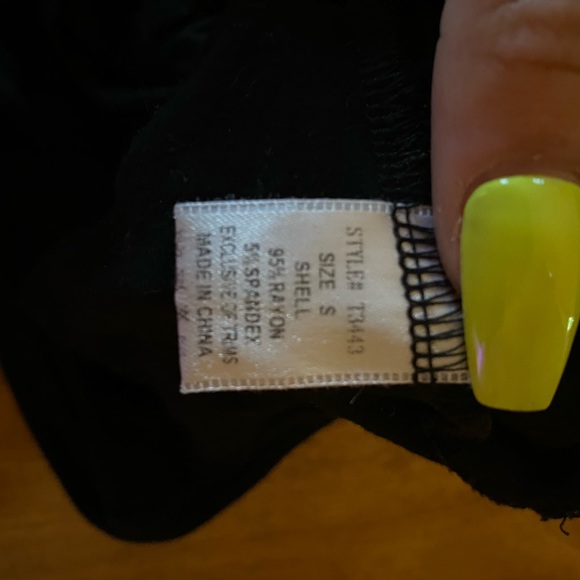 STYLE# T3443
SIZE S
SHELL
95% RAYON
5% SPANDEX
EXCLUSIVE OF TRIMS
MADE IN CHINA